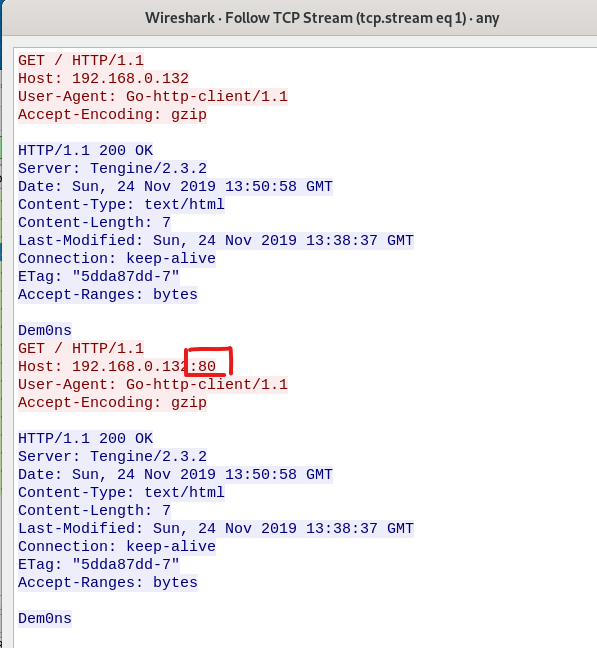 Wireshark · Follow TCP Stream (tcp.stream eq 1) · any
GET / HTTP/1.1
Host: 192.168.0.132
User-Agent: Go-http-client/1.1
Accept-Encoding: gzip
HTTP/1.1 200 OK
Server: Tengine/2.3.2
Date: Sun, 24 Nov 2019 13:50:58 GMT
Content-Type: text/html
Content-Length: 7
Last-Modified: Sun, 24 Nov 2019 13:38:37 GMT
Connection: keep-alive
ETag: "5dda87dd-7"
Accept-Ranges: bytes
Dem0ns
GET / HTTP/1.1
Host: 192.168.0.132:80
User-Agent: Go-http-client/1.1
Accept-Encoding: gzip
HTTP/1.1 200 OK
Server: Tengine/2.3.2
Date: Sun, 24 Nov 2019 13:50:58 GMT
Content-Type: text/html
Content-Length: 7
Last-Modified: Sun, 24 Nov 2019 13:38:37 GMT
Connection: keep-alive
ETag: "5dda87dd-7"
Accept-Ranges: bytes
Dem0ns